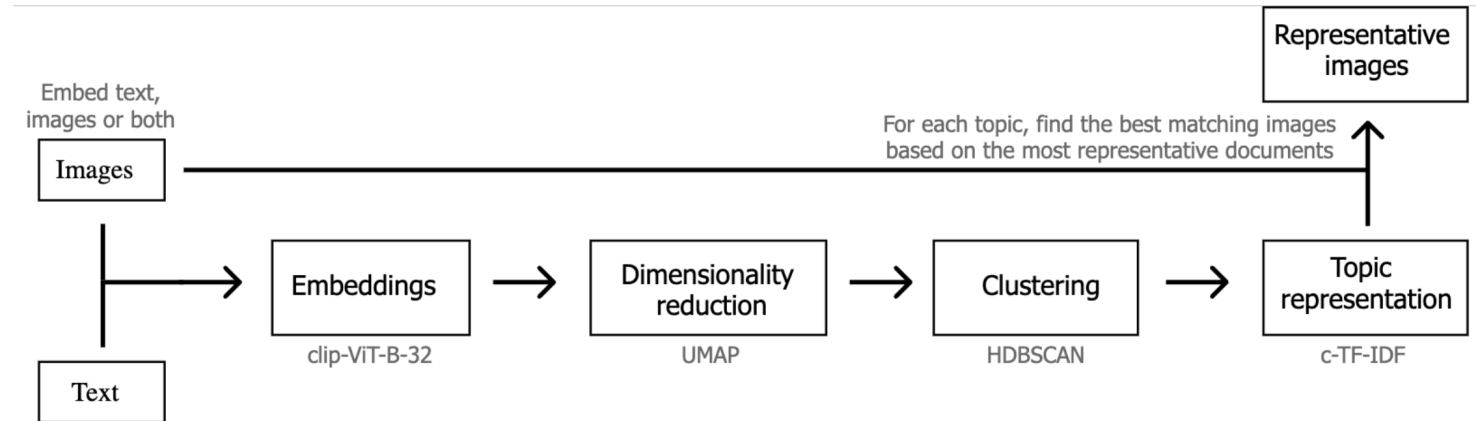 Representative
images
Embed text,
images or both
For each topic, find the best matching images
based on the most representative documents
Images
Embeddings
Dimensionality
reduction
Clustering
Topic
representation
clip-ViT-B-32
UMAP
HDBSCAN
c-TF-IDF
Text